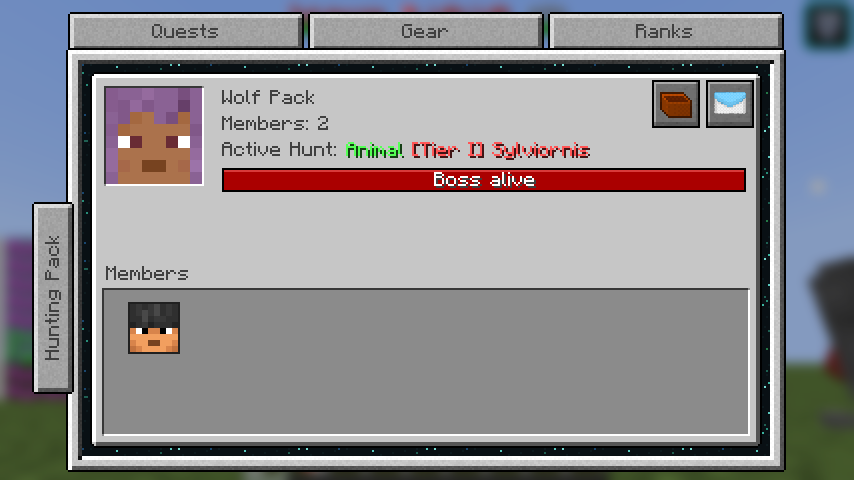 Quests
Gear
Ranks
Wolf Pack
Members: 2
Active Hunt: Animal [Tier I] Sylviornis
Boss alive
Hunting Pack
Members